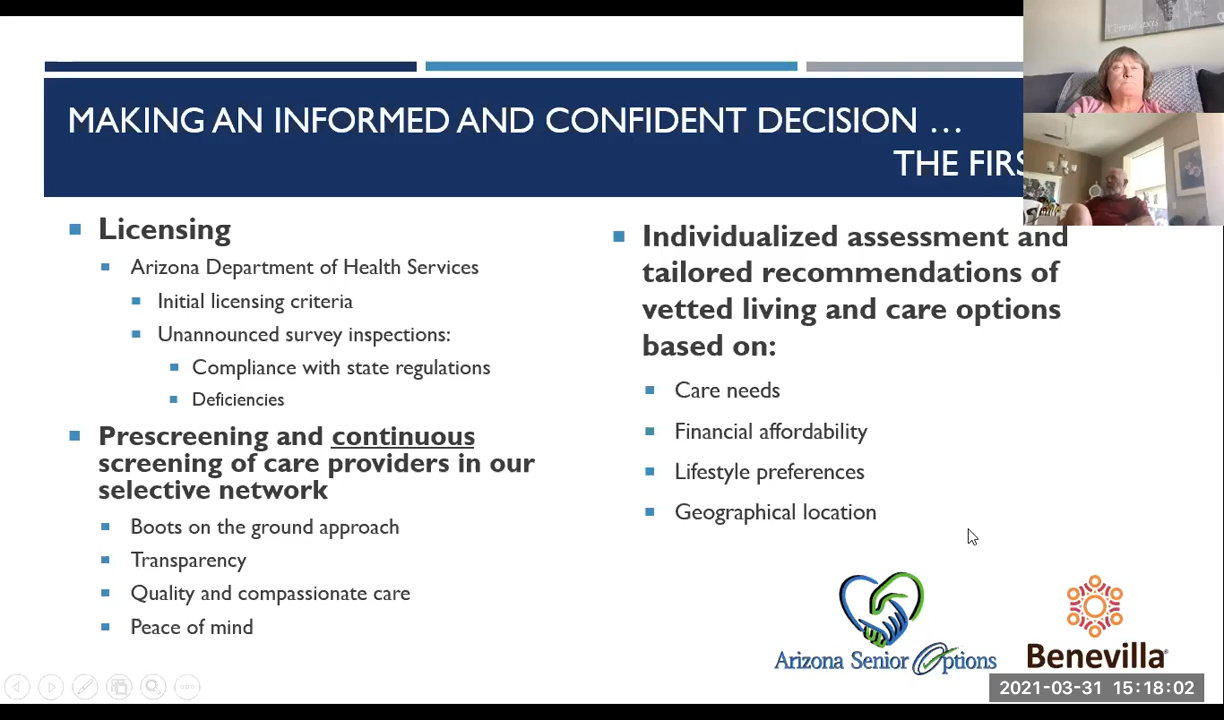 MAKING AN INFORMED AND CONFIDENT DECISION …
THE
Licensing
Arizona Department of Health Services
Initial licensing criteria
Unannounced survey inspections:
Compliance with state regulations
Deficiencies
Prescreening and continuous
screening of care providers in our
selective network
Boots on the ground approach
Transparency
Quality and compassionate care
Peace of mind
Individualized assessment and
tailored recommendations of
vetted living and care options
based on:
Care needs
Financial affordability
Lifestyle preferences
Geographical location
Arizona Senior Options
Benevilla
2021-03-31 15:18:02